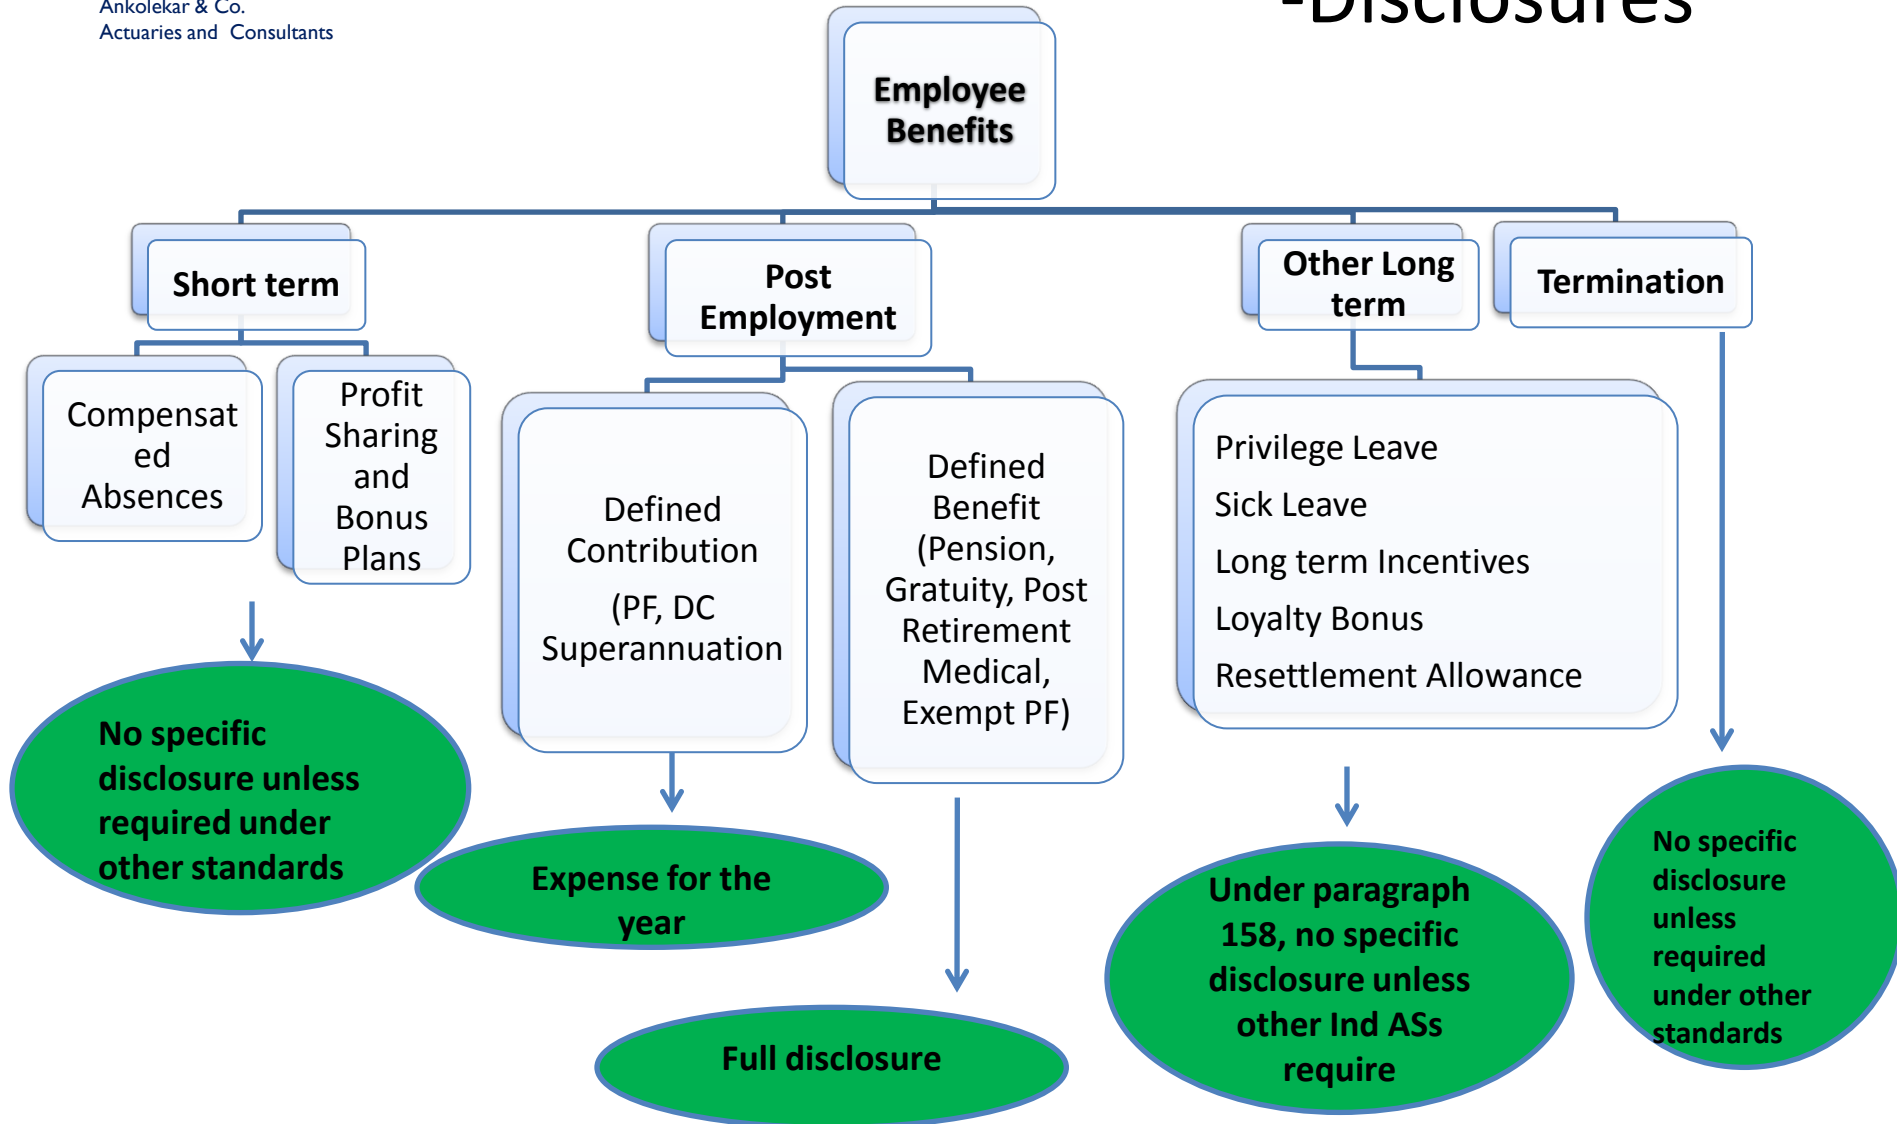 Ankolekar & Co.
Actuaries and Consultants
-Disclosures
Employee
Benefits
Short term
Post
Employment
Other Long
term
Termination
Compensat
ed
Absences
Profit
Sharing
and
Bonus
Plans
Defined
Contribution
(PF, DC
Superannuation
Defined
Benefit
(Pension,
Gratuity, Post
Retirement
Medical,
Exempt PF)
Privilege Leave
Sick Leave
Long term Incentives
Loyalty Bonus
Resettlement Allowance
No specific
disclosure unless
required under
other standards
Expense for the
year
Full disclosure
Under paragraph
158, no specific
disclosure unless
other Ind ASs
require
No specific
disclosure
unless
required
under other
standards